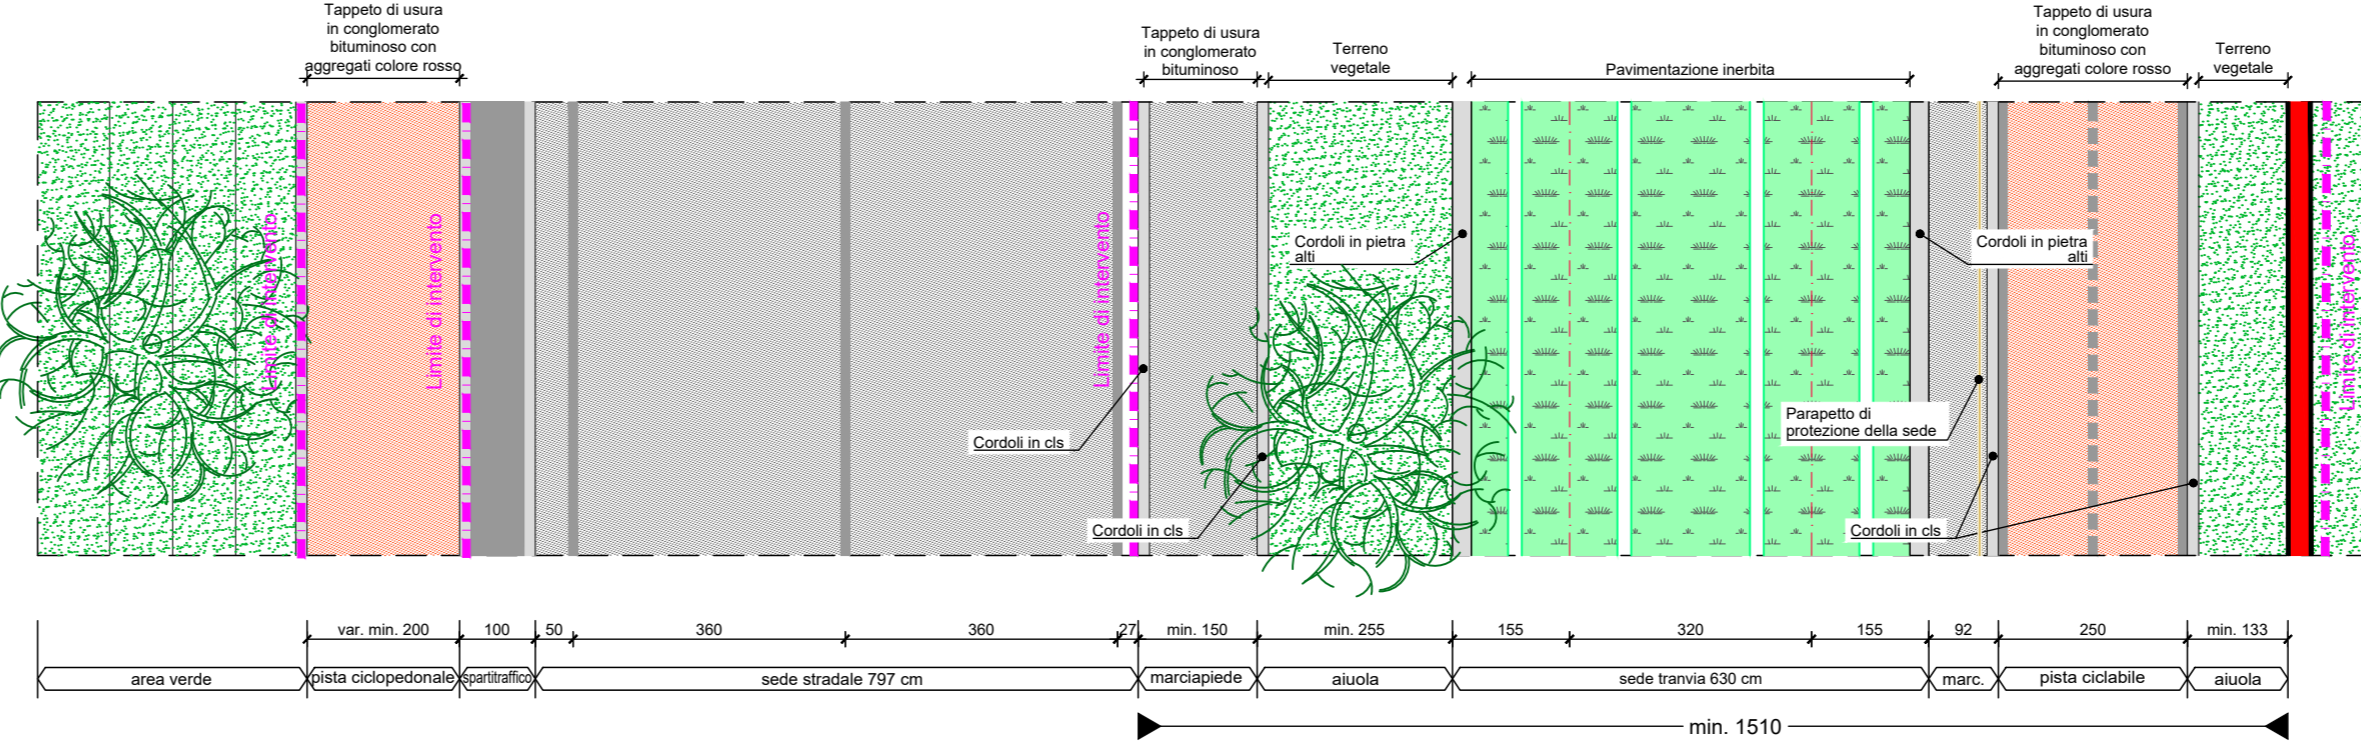 Tappeto di usura
in conglomerato
bituminoso con
aggregati colore rosso
Tappeto di usura
in conglomerato
bituminoso
Terreno
vegetale
Pavimentazione inerbita
Tappeto di usura
in conglomerato
bituminoso con
aggregati colore rosso
Terreno
vegetale
Limite di intervento
Limite di intervento
Limite di intervento
Limite di intervento
Cordoli in pietra
alti
Cordoli in pietra
alti
Parapetto di
protezione della sede
Cordoli in cls
Cordoli in cls
Cordoli in cls
var. min. 200
100
50
360
360
27
min. 150
min. 255
155
320
155
92
250
min. 133
area verde
pista ciclopedonale
spartitraffico
sede stradale 797 cm
marciapiede
aiuola
sede tranvia 630 cm
marc.
pista ciclabile
aiuola
min. 1510